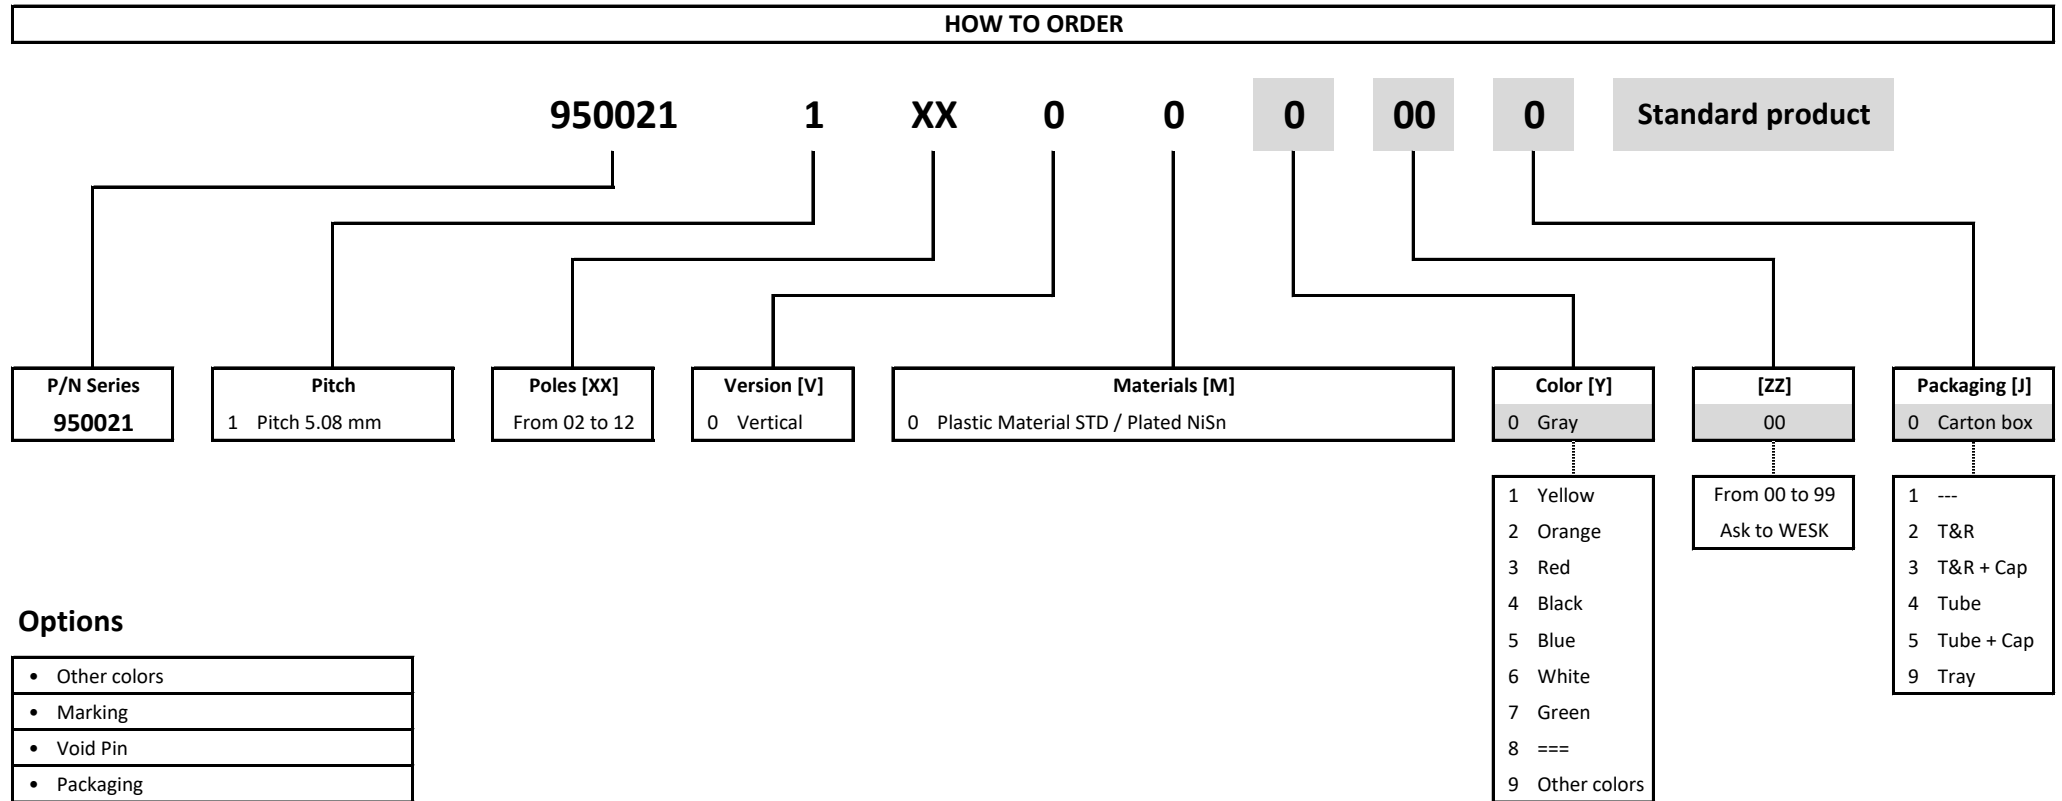 HOW TO ORDER
950021 1 XX 0 0 0 00 0 Standard product
P/N Series
950021
Pitch
1 Pitch 5.08 mm
Poles [XX]
From 02 to 12
Version [V]
0 Vertical
Materials [M]
0 Plastic Material STD / Plated NiSn
Color [Y]
0 Gray
1 Yellow
2 Orange
3 Red
4 Black
5 Blue
6 White
7 Green
8 ===
9 Other colors
[ZZ]
00
From 00 to 99
Ask to WESK
Packaging [J]
0 Carton box
1 ---
2 T&R
3 T&R + Cap
4 Tube
5 Tube + Cap
9 Tray
Options
• Other colors
• Marking
• Void Pin
• Packaging